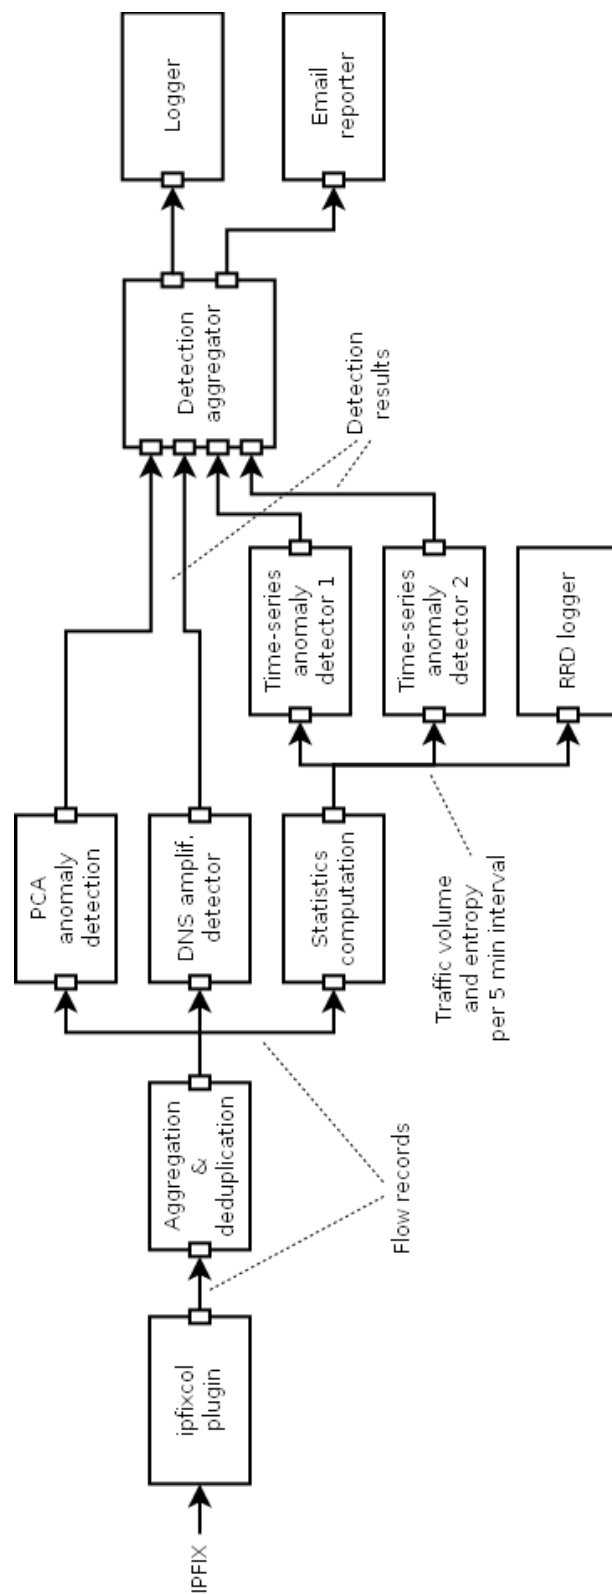 IPFIX
ipfixcol
plugin
Aggregation
&
deduplication
Flow records
PCA
anomaly
detection
DNS amplif.
detector
Statistics
computation
Traffic volume
and entropy
per 5 min interval
Time-series
anomaly
detector 1
Time-series
anomaly
detector 2
RRD logger
Detection
results
Detection
aggregator
Logger
Email
reporter